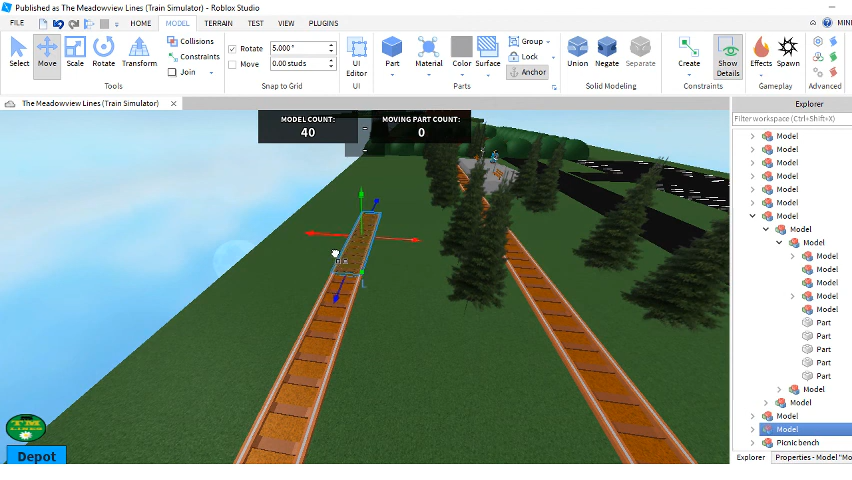 Published as The Meadowview Lines (Train Simulator) - Roblox Studio
FILE HOME MODEL TERRAIN TEST VIEW PLUGINS
Select Move Scale Rotate Transform
Collisions
Constraints
Join
Tools
Rotate 5.000°
Move 0.00 studs
Snap to Grid
UI Editor
UI
Part Material Color Surface
Group
Lock
Anchor
Parts
Union Negate Separate
Solid Modeling
Create Show Details
Constraints
Effects Spawn
Gameplay
Advanced
The Meadowview Lines (Train Simulator)
Explorer
Filter workspace (Ctrl+Shift+X)
MODEL COUNT:
40
MOVING PART COUNT:
0
Model
Model
Model
Model
Model
Model
Model
Model
Model
Model
Model
Model
Model
Model
Part
Part
Part
Part
Part
Model
Model
Model
Model
Picnic bench
Explorer
Properties - Model "Mo
TM
LINES
Depot